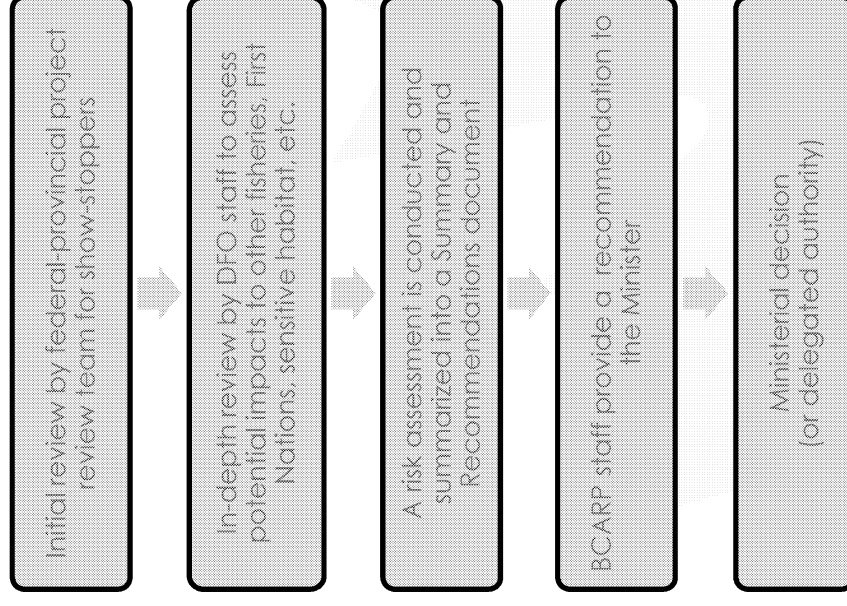 Initial review by federal-provincial project
review team for show-stoppers
In-depth review by DFO staff to assess
potential impacts to other fisheries, First
Nations, sensitive habitat, etc.
A risk assessment is conducted and
summarized into a Summary and
Recommendations document
BCARP staff provide a recommendation to
the Minister
Ministerial decision
(or delegated authority)